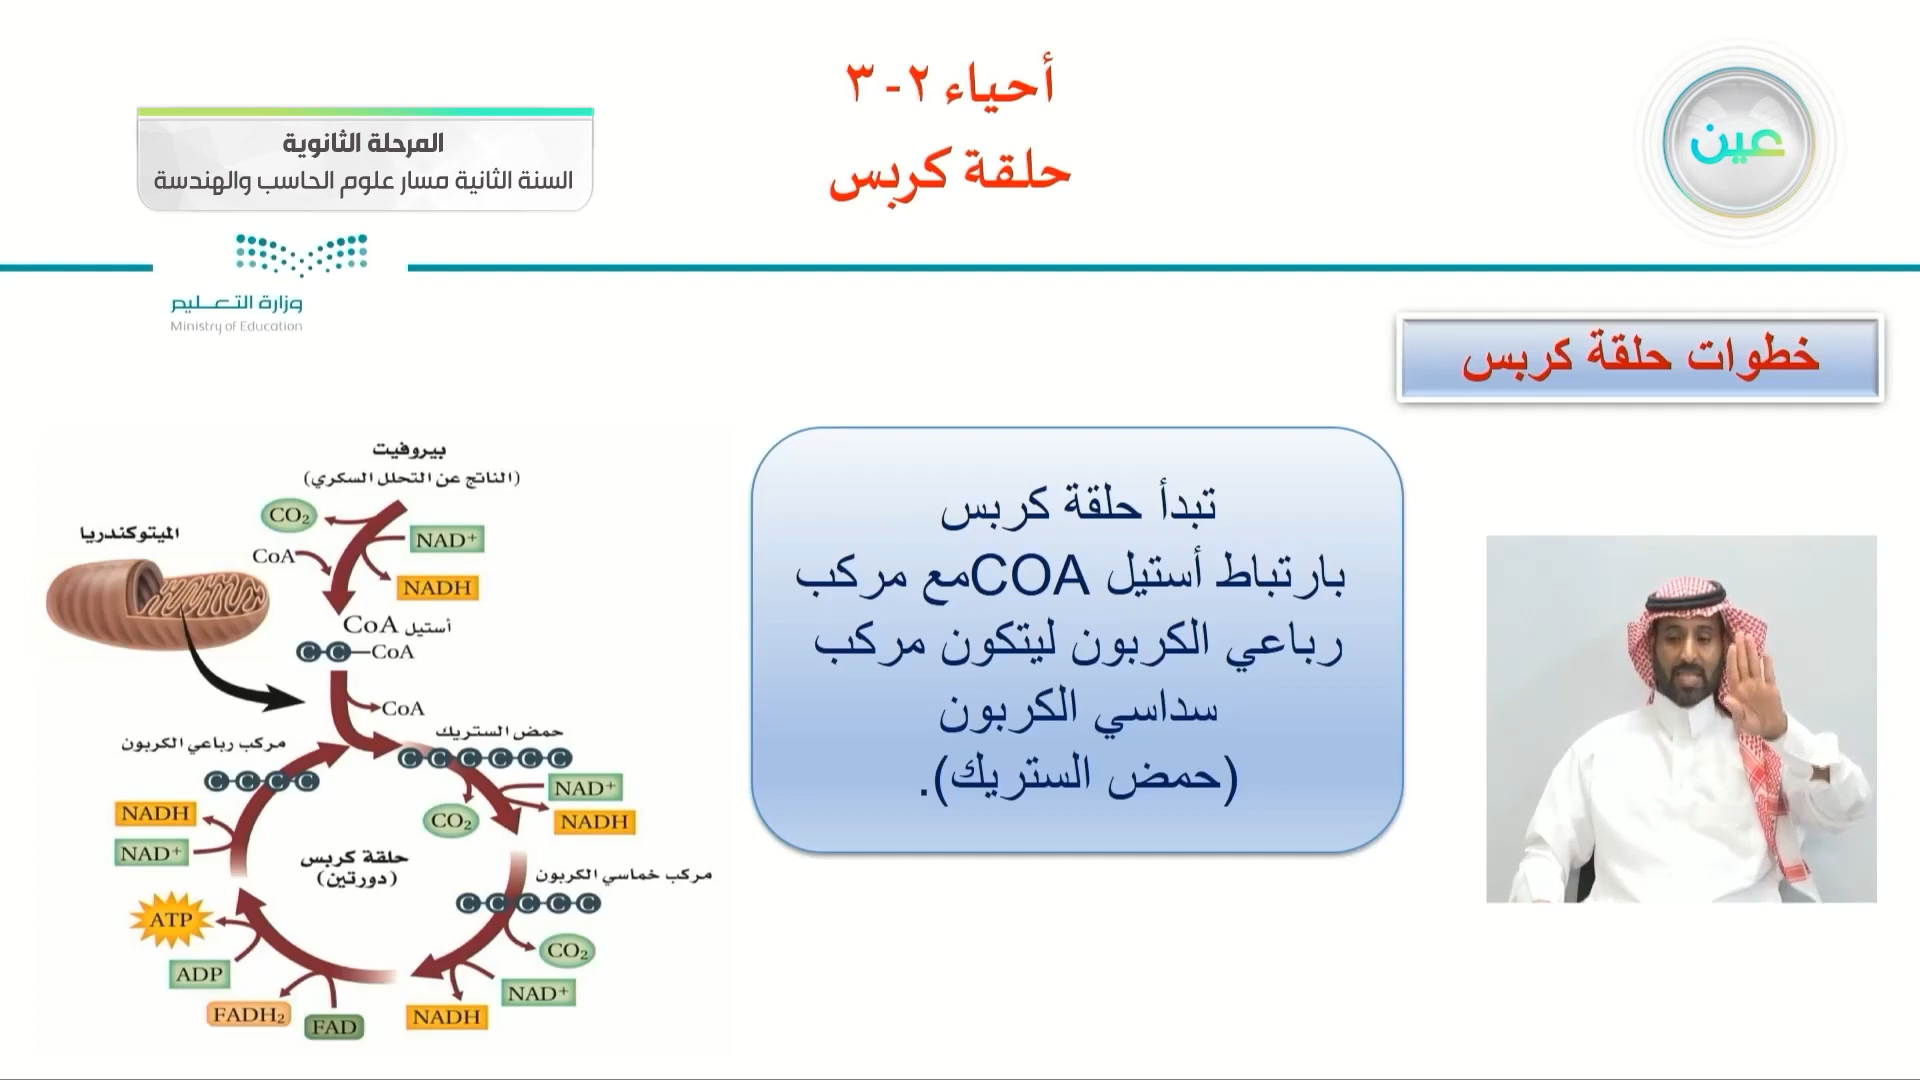 أحياء ٢- ٣
حلقة كربس
عين
المرحلة الثانوية
السنة الثانية مسار علوم الحاسب والهندسة
وزارة التعليم
Ministry of Education
خطوات حلقة كربس
تبدأ حلقة كربس
بارتباط أستيل COAمع مركب
رباعي الكربون ليتكون مركب
سداسي الكربون
(حمض الستريك).
بيروفيت
(الناتج عن التحلل السكري)
CO₂
NAD⁺
CoA
NADH
الميتوكندريا
أستيل CoA
C C CoA
CoA
حمض الستريك
C C C C C C
مركب رباعي الكربون
C C C C
NAD⁺
NADH
CO₂
NADH
NAD⁺
حلقة كربس
(دورتين)
مركب خماسي الكربون
C C C C C
CO₂
NAD⁺
NADH
ATP
ADP
FADH₂
FAD